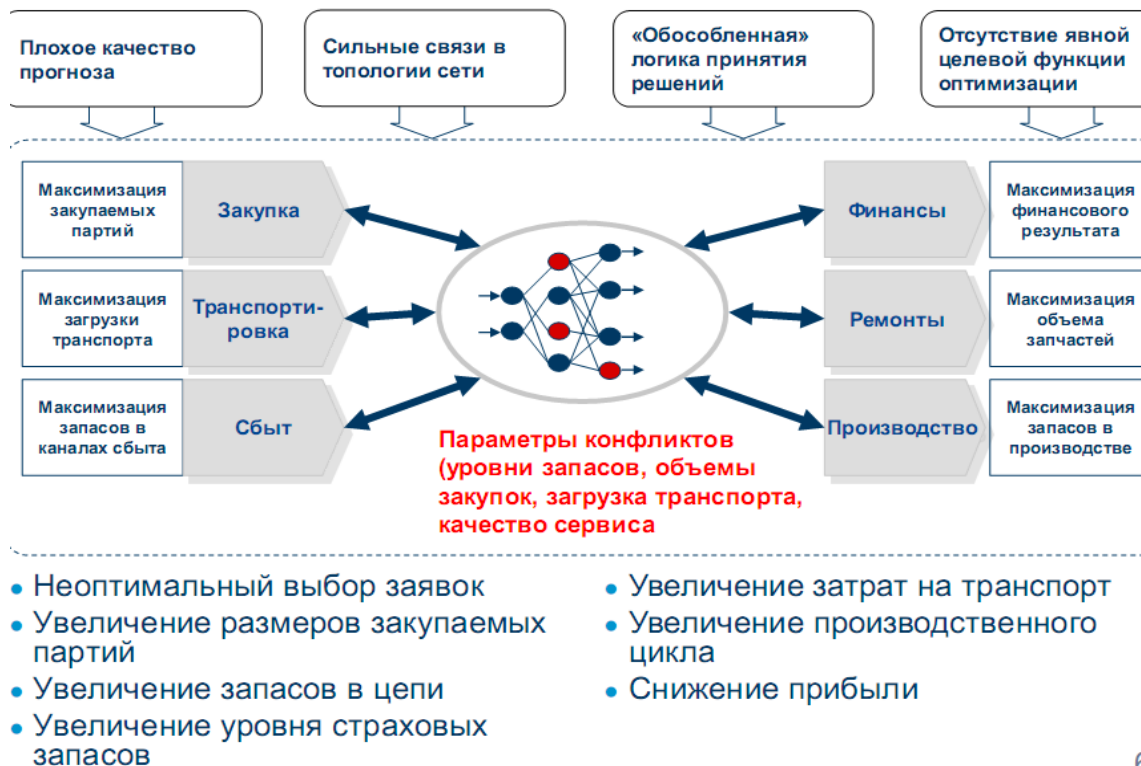 Плохое качество
прогноза
Сильные связи в
топологии сети
«Обособленная»
логика принятия
решений
Отсутствие явной
целевой функции
оптимизации
Максимизация
закупаемых
партий
Закупка
Финансы
Максимизация
финансового
результата
Максимизация
загрузки
транспорта
Транспорти-
ровка
Ремонты
Максимизация
объема
запчастей
Максимизация
запасов в
каналах сбыта
Сбыт
Производство
Максимизация
запасов в
производстве
Параметры конфликтов
(уровни запасов, объемы
закупок, загрузка транспорта,
качество сервиса
• Неоптимальный выбор заявок
• Увеличение размеров закупаемых
партий
• Увеличение запасов в цепи
• Увеличение уровня страховых
запасов
• Увеличение затрат на транспорт
• Увеличение производственного
цикла
• Снижение прибыли